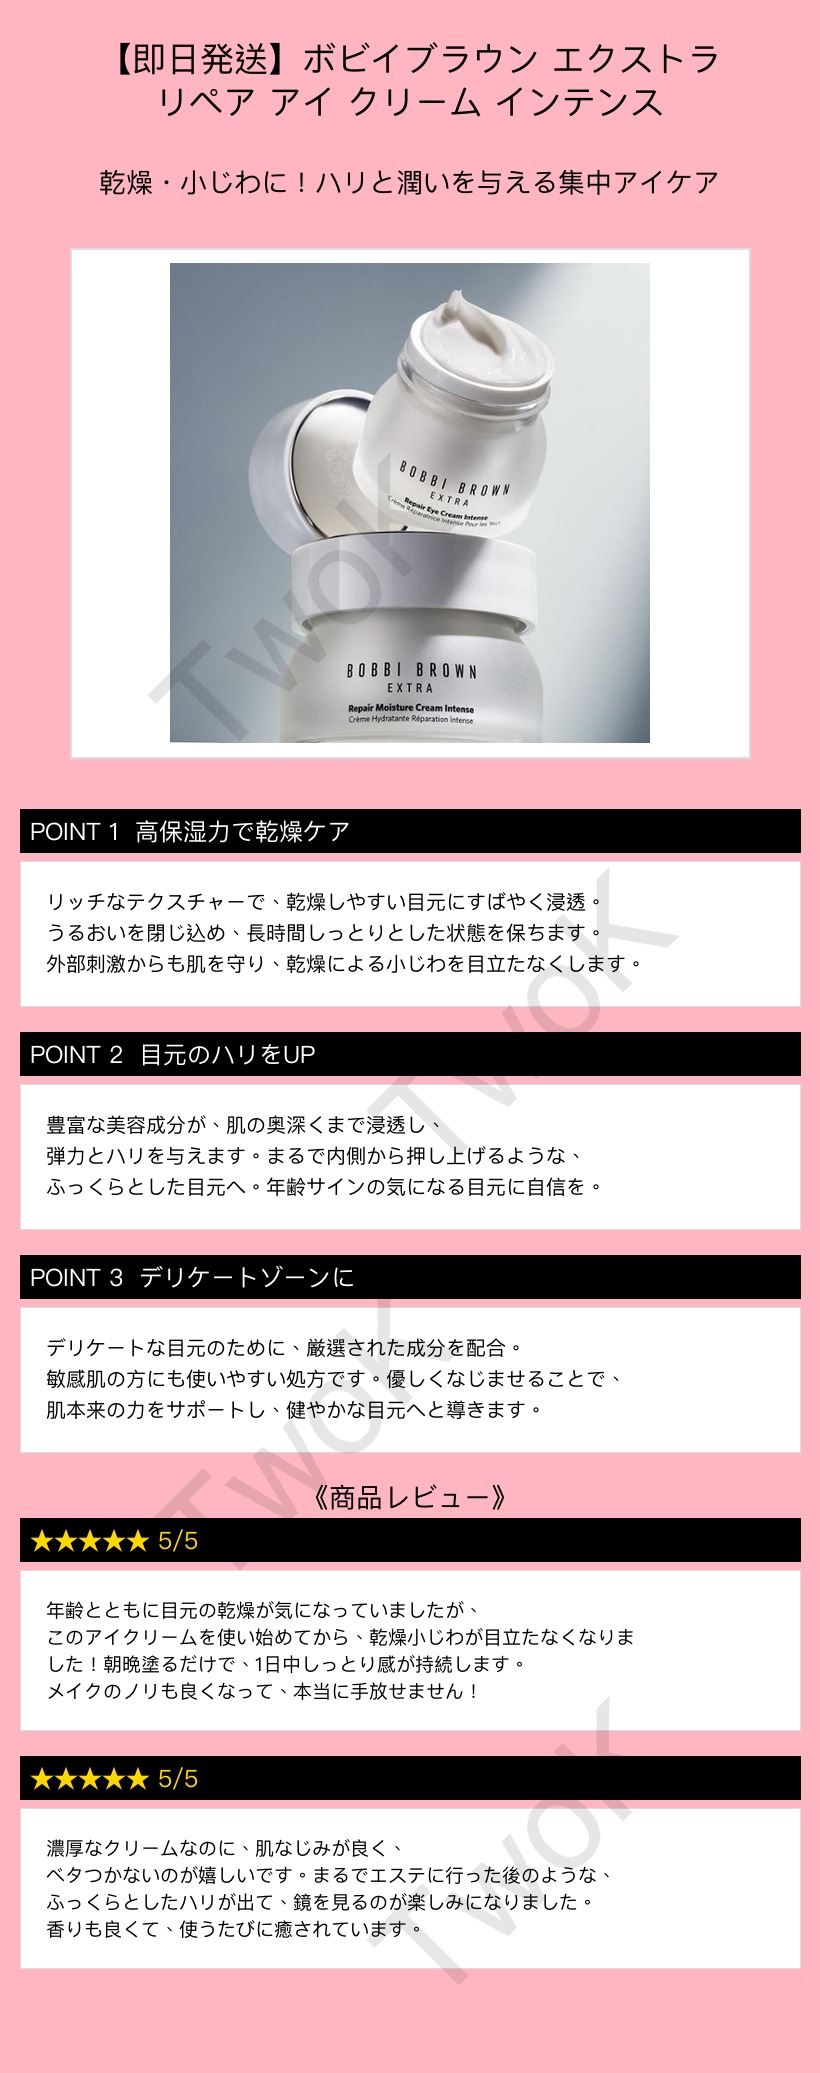 【即日発送】ボビイブラウン エクストラ
リペア アイ クリーム インテンス
乾燥・小じわに！ハリと潤いを与える集中アイケア
BOBBI BROWN
EXTRA
Repair Eye Cream Intense
Crème Réparatrice Intense Pour les Yeux
BOBBI BROWN
EXTRA
Repair Moisture Cream Intense
Crème Hydratante Réparation Intense
TwoK
POINT 1 高保湿力で乾燥ケア
リッチなテクスチャーで、乾燥しやすい目元にすばやく浸透。
うるおいを閉じ込め、長時間しっとりとした状態を保ちます。
外部刺激からも肌を守り、乾燥による小じわを目立たなくします。
TwoK
POINT 2 目元のハリをUP
豊富な美容成分が、肌の奥深くまで浸透し、
弾力とハリを与えます。まるで内側から押し上げるような、
ふっくらとした目元へ。年齢サインの気になる目元に自信を。
POINT 3 デリケートゾーンに
デリケートな目元のために、厳選された成分を配合。
敏感肌の方にも使いやすい処方です。優しくなじませることで、
肌本来の力をサポートし、健やかな目元へと導きます。
TwoK
《商品レビュー》
★★★★★ 5/5
年齢とともに目元の乾燥が気になっていましたが、
このアイクリームを使い始めてから、乾燥小じわが目立たなくなりま
した！朝晩塗るだけで、1日中しっとり感が持続します。
メイクのノリも良くなって、本当に手放せません！
★★★★★ 5/5
濃厚なクリームなのに、肌なじみが良く、
ベタつかないのが嬉しいです。まるでエステに行った後のような、
ふっくらとしたハリが出て、鏡を見るのが楽しみになりました。
香りも良くて、使うたびに癒されています。
TwoK